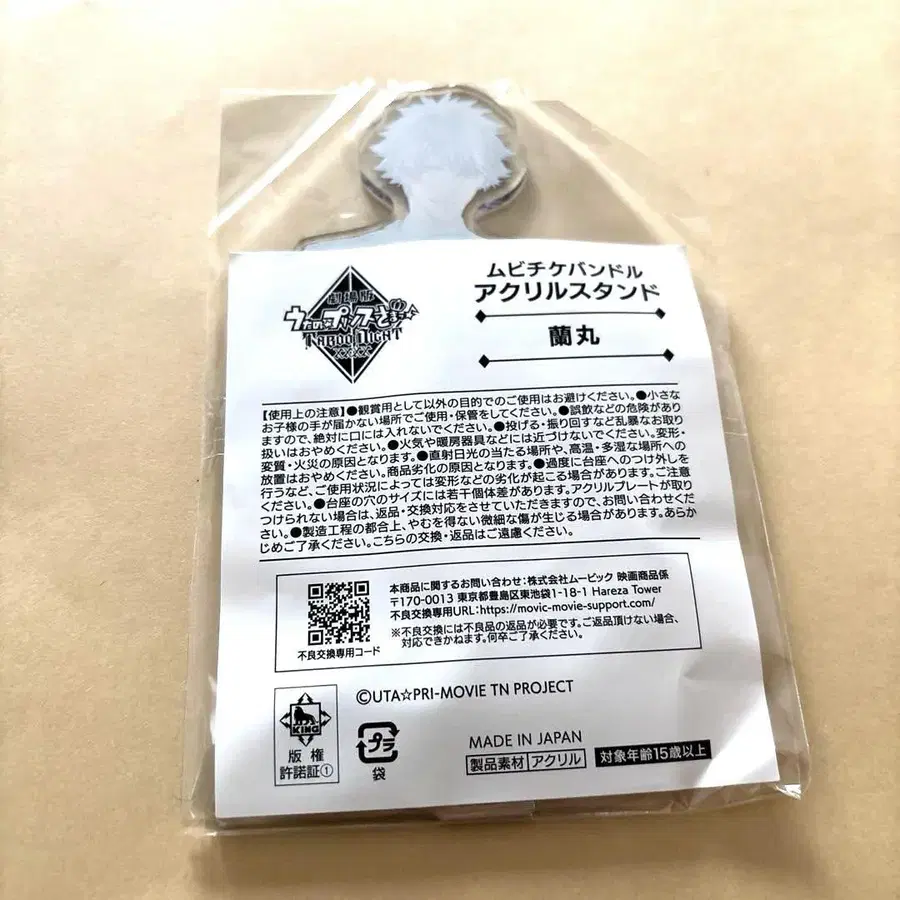 劇場版
うたの☆プリンスさまっ♪
TABOO NIGHT
XXXX
ムビチケバンドル
アクリルスタンド
蘭丸
【使用上の注意】●観賞用として以外の目的でのご使用はお避けください。●小さな
お子様の手が届かない場所でご使用・保管をしてください。●誤飲などの危険があり
ますので、絶対に口には入れないでください。●投げる・振り回すなど乱暴なお取り
扱いはおやめください。●火気や暖房器具などには近づけないでください。変形・
変質・火災の原因となります。●直射日光の当たる場所や、高温・多湿な場所への
放置はおやめください。商品劣化の原因となります。●過度に台座へのつけ外しを
行うなど、ご使用状況によっては変形などの劣化が起こる場合があります。ご注意
ください。●台座の穴のサイズには若干個体差があります。アクリルプレートが取り
つけられない場合は、返品・交換対応をさせていただきますので、お問い合わせくだ
さい。●製造工程の都合上、やむを得ない微細な傷が生じる場合があります。あらか
じめご了承ください。こちらの交換・返品はご遠慮ください。
不良交換専用コード
本商品に関するお問い合わせ:株式会社ムービック 映画商品係
〒170-0013 東京都豊島区東池袋1-18-1 Hareza Tower
不良交換専用URL:https://movic-movie-support.com/
※不良交換には不良品の返品が必要です。ご返品頂けない場合、
対応できかねます。何卒ご了承ください。
©UTA☆PRI-MOVIE TN PROJECT
KING
版権
許諾証①
プラ
袋
MADE IN JAPAN
製品素材 アクリル
対象年齢15歳以上